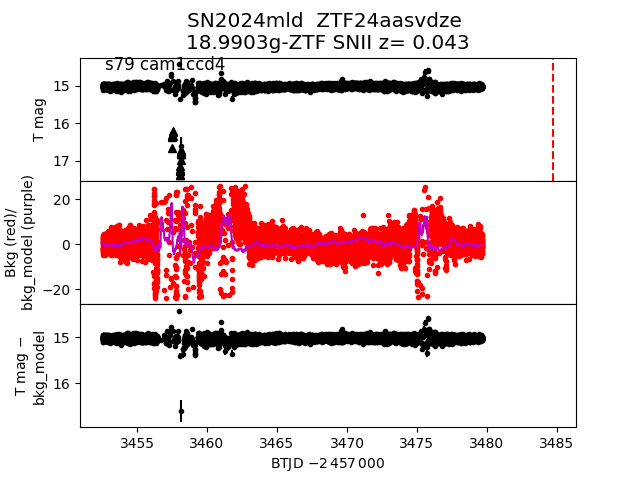 SN2024mld  ZTF24aasvdze
18.9903g-ZTF SNII z= 0.043
s79 cam1ccd4
15
16
17
T mag
20
0
−20
Bkg (red)/
bkg_model (purple)
15
16
T mag −
bkg_model
3455
3460
3465
3470
3475
3480
3485
BTJD −2 457 000